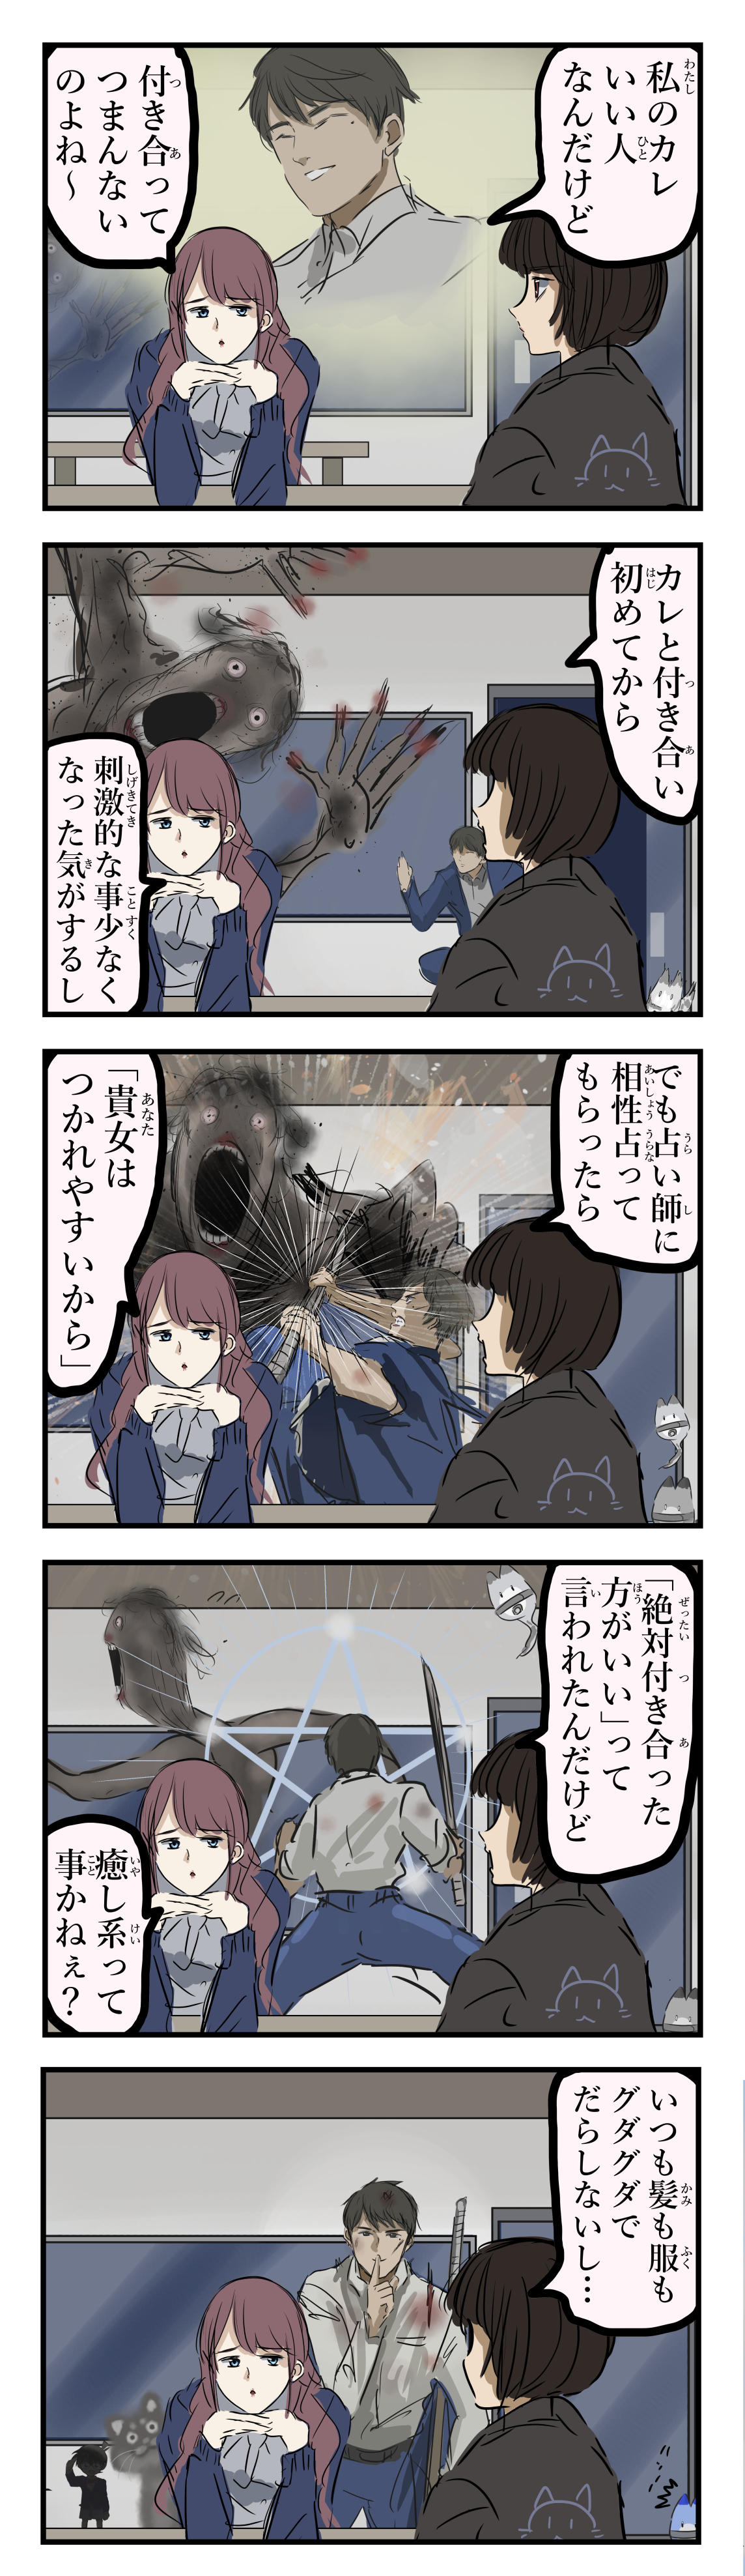 私のカレ
いい人
なんだけど
付き合って
つまんない
のよね～
カレと付き合い
初めてから
刺激的な事少なく
なった気がするし
でも占い師に
相性占って
もらったら
「貴女は
つかれやすいから」
「絶対付き合った
方がいい」って
言われたんだけど
癒し系って
事かねぇ？
いつも髪も服も
グダグダで
だらしないし…